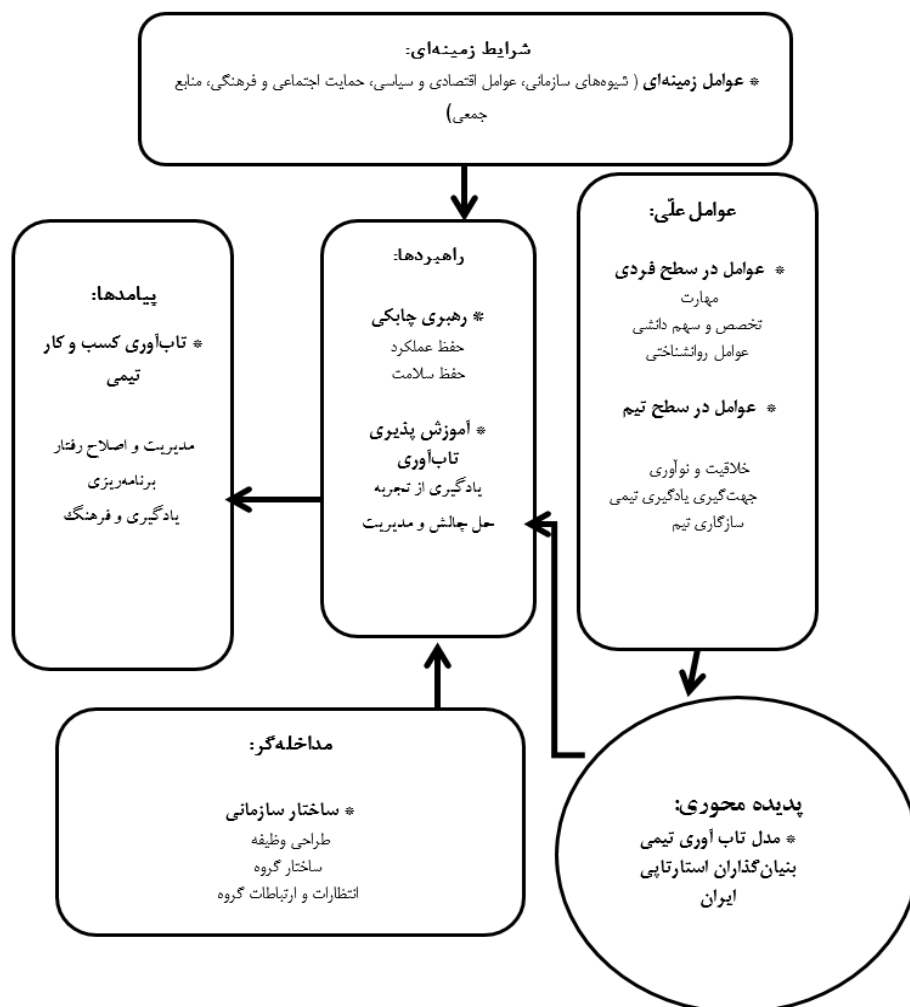 شرایط زمینه‌ای:
* عوامل زمینه‌ای ( شیوه‌های سازمانی، عوامل اقتصادی و سیاسی، حمایت اجتماعی و فرهنگی، منابع
جمعی)
عوامل علّی:
* عوامل در سطح فردی
مهارت
تخصص و سهم دانشی
عوامل روانشناختی
* عوامل در سطح تیم
خلاقیت و نوآوری
جهت‌گیری یادگیری تیمی
سازگاری تیم
راهبردها:
* رهبری چابکی
حفظ عملکرد
حفظ سلامت
* آموزش پذیری
تاب‌آوری
یادگیری از تجربه
حل چالش و مدیریت
پیامدها:
* تاب‌آوری کسب و کار
تیمی
مدیریت و اصلاح رفتار
برنامه‌ریزی
یادگیری و فرهنگ
مداخله‌گر:
* ساختار سازمانی
طراحی وظیفه
ساختار گروه
انتظارات و ارتباطات گروه
پدیده محوری:
* مدل تاب آوری تیمی
بنیان‌گذاران استارتاپی
ایران